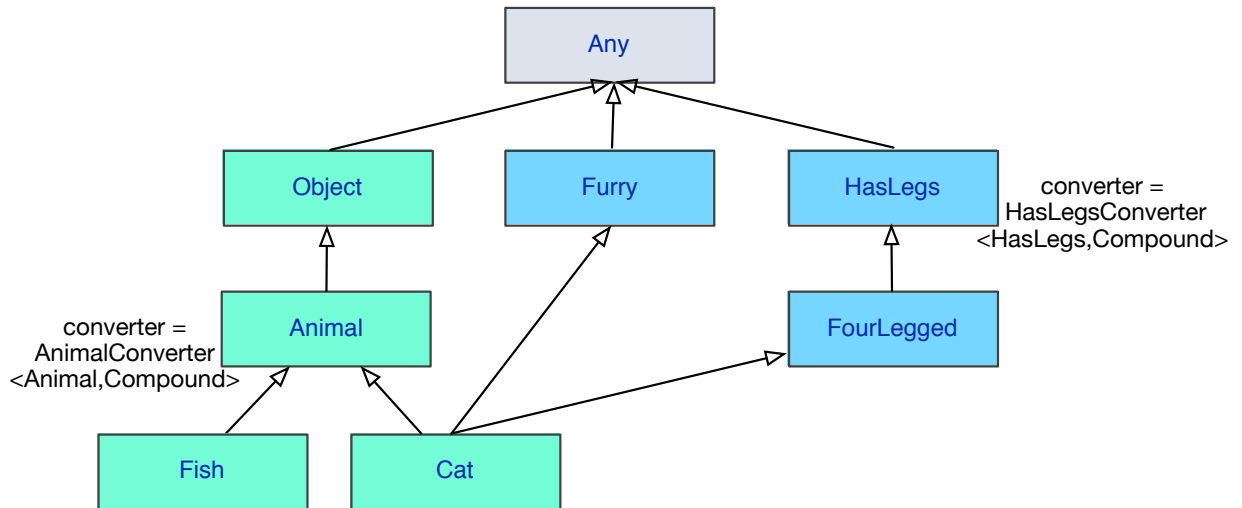 Any
Object
Furry
HasLegs
converter =
HasLegsConverter
<HasLegs,Compound>
converter =
AnimalConverter
<Animal,Compound>
Animal
FourLegged
Fish
Cat